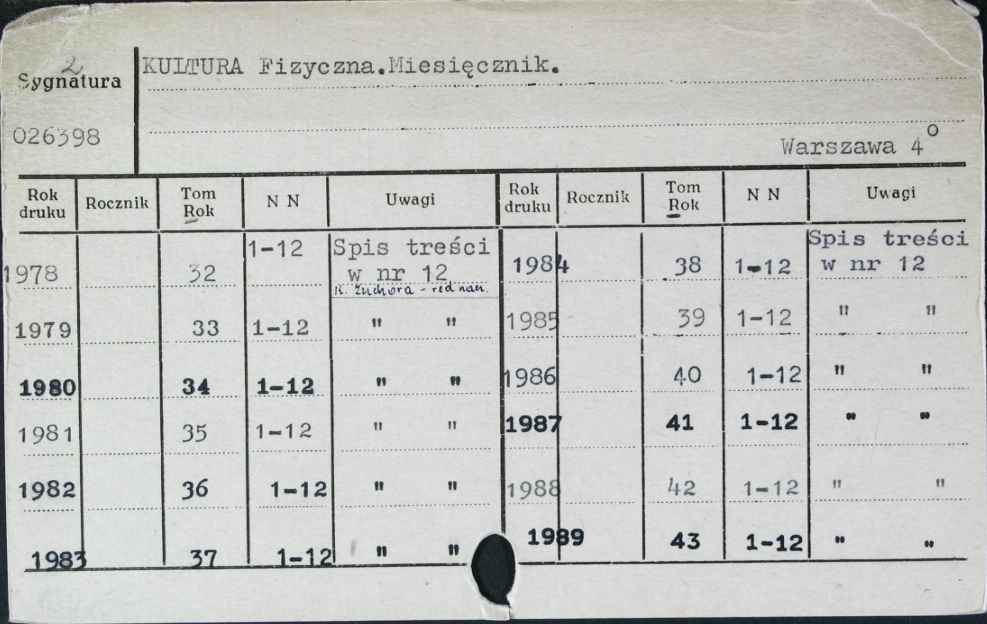 2
Sygnatura
KULTURA Fizyczna.Miesięcznik.
026398
Warszawa 4°
Rok druku Rocznik Tom Rok N N Uwagi Rok druku Rocznik Tom Rok N N Uwagi
1978 32 1-12 Spis treści w nr 12 1984 38 1-12 Spis treści w nr 12
K. Zuchora - red nacz.
1979 33 1-12 " " 1985 39 1-12 " "
1980 34 1-12 " " 1986 40 1-12 " "
1981 35 1-12 " " 1987 41 1-12 " "
1982 36 1-12 " " 1988 42 1-12 " "
1983 37 1-12 " " 1989 43 1-12 " "